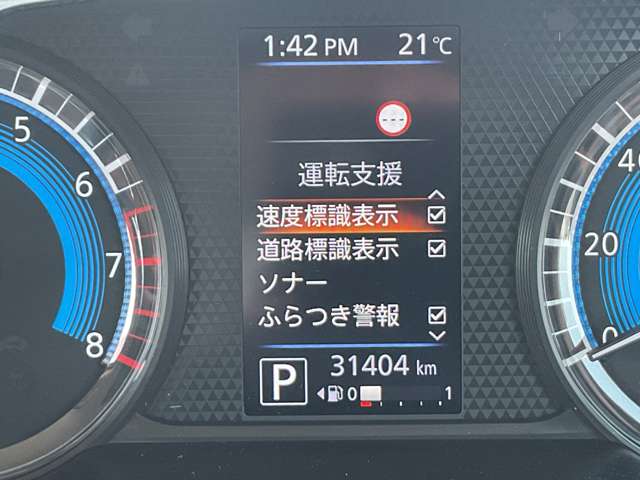 1:42 PM 21℃
---
運転支援
速度標識表示
道路標識表示
ソナー
ふらつき警報
P 31404 km
0 1
5
6
7
8
40
20
0